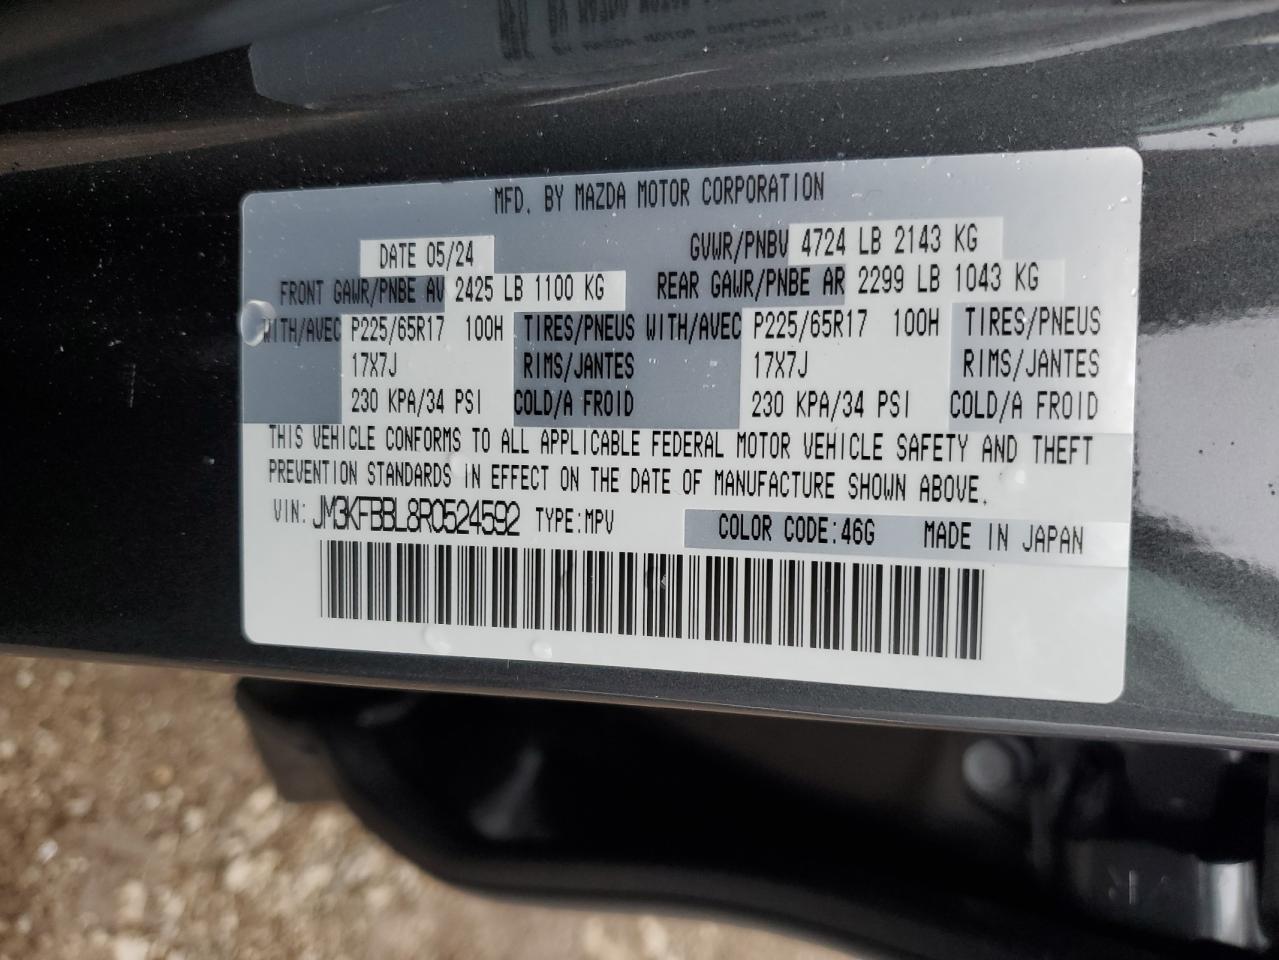 MFD. BY MAZDA MOTOR CORPORATION
DATE 05/24 GVWR/PNBV 4724 LB 2143 KG
FRONT GAWR/PNBE AV 2425 LB 1100 KG REAR GAWR/PNBE AR 2299 LB 1043 KG
WITH/AVEC P225/65R17 100H TIRES/PNEUS WITH/AVEC P225/65R17 100H TIRES/PNEUS
17X7J RIMS/JANTES 17X7J RIMS/JANTES
230 KPA/34 PSI COLD/A FROID 230 KPA/34 PSI COLD/A FROID
THIS VEHICLE CONFORMS TO ALL APPLICABLE FEDERAL MOTOR VEHICLE SAFETY AND THEFT
PREVENTION STANDARDS IN EFFECT ON THE DATE OF MANUFACTURE SHOWN ABOVE.
VIN: JM3KFBBL8R0524592 TYPE:MPV COLOR CODE:46G MADE IN JAPAN